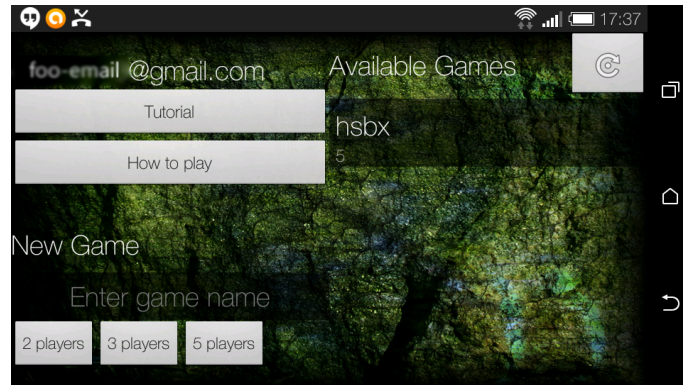 17:37
foo-email @gmail.com
Tutorial
How to play
New Game
Enter game name
2 players 3 players 5 players
Available Games
hsbx
5